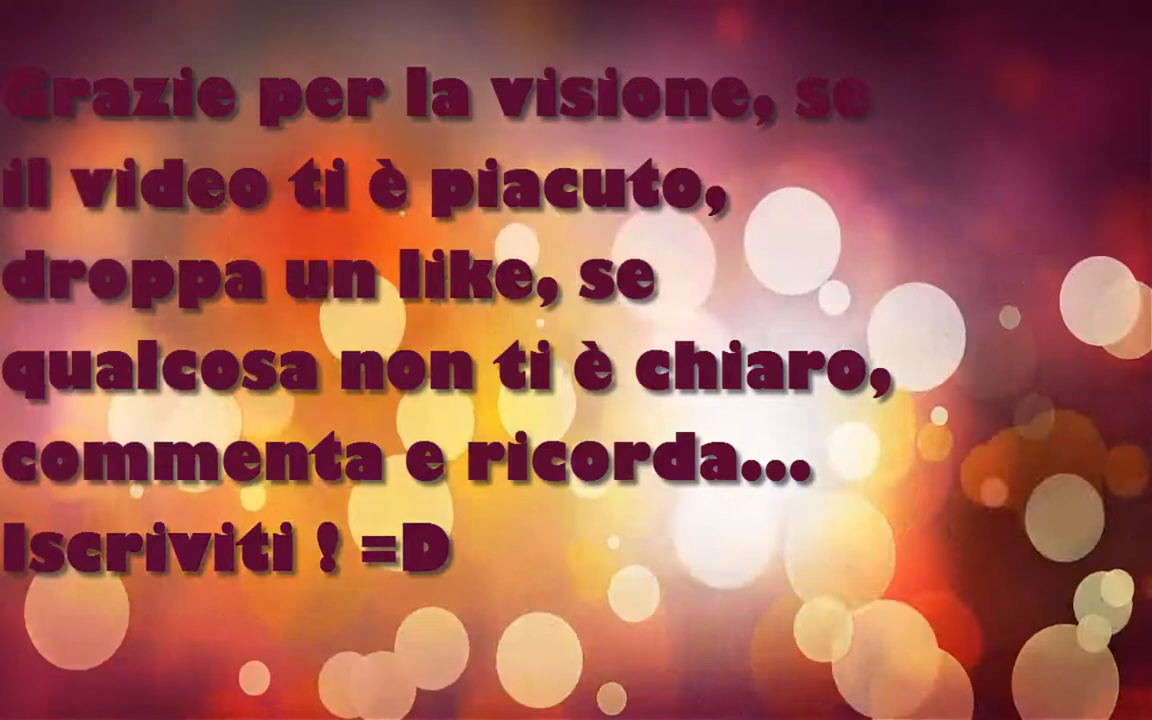 Grazie per la visione, se
il video ti è piacuto,
droppa un like, se
qualcosa non ti è chiaro,
commenta e ricorda...
Iscriviti ! =D